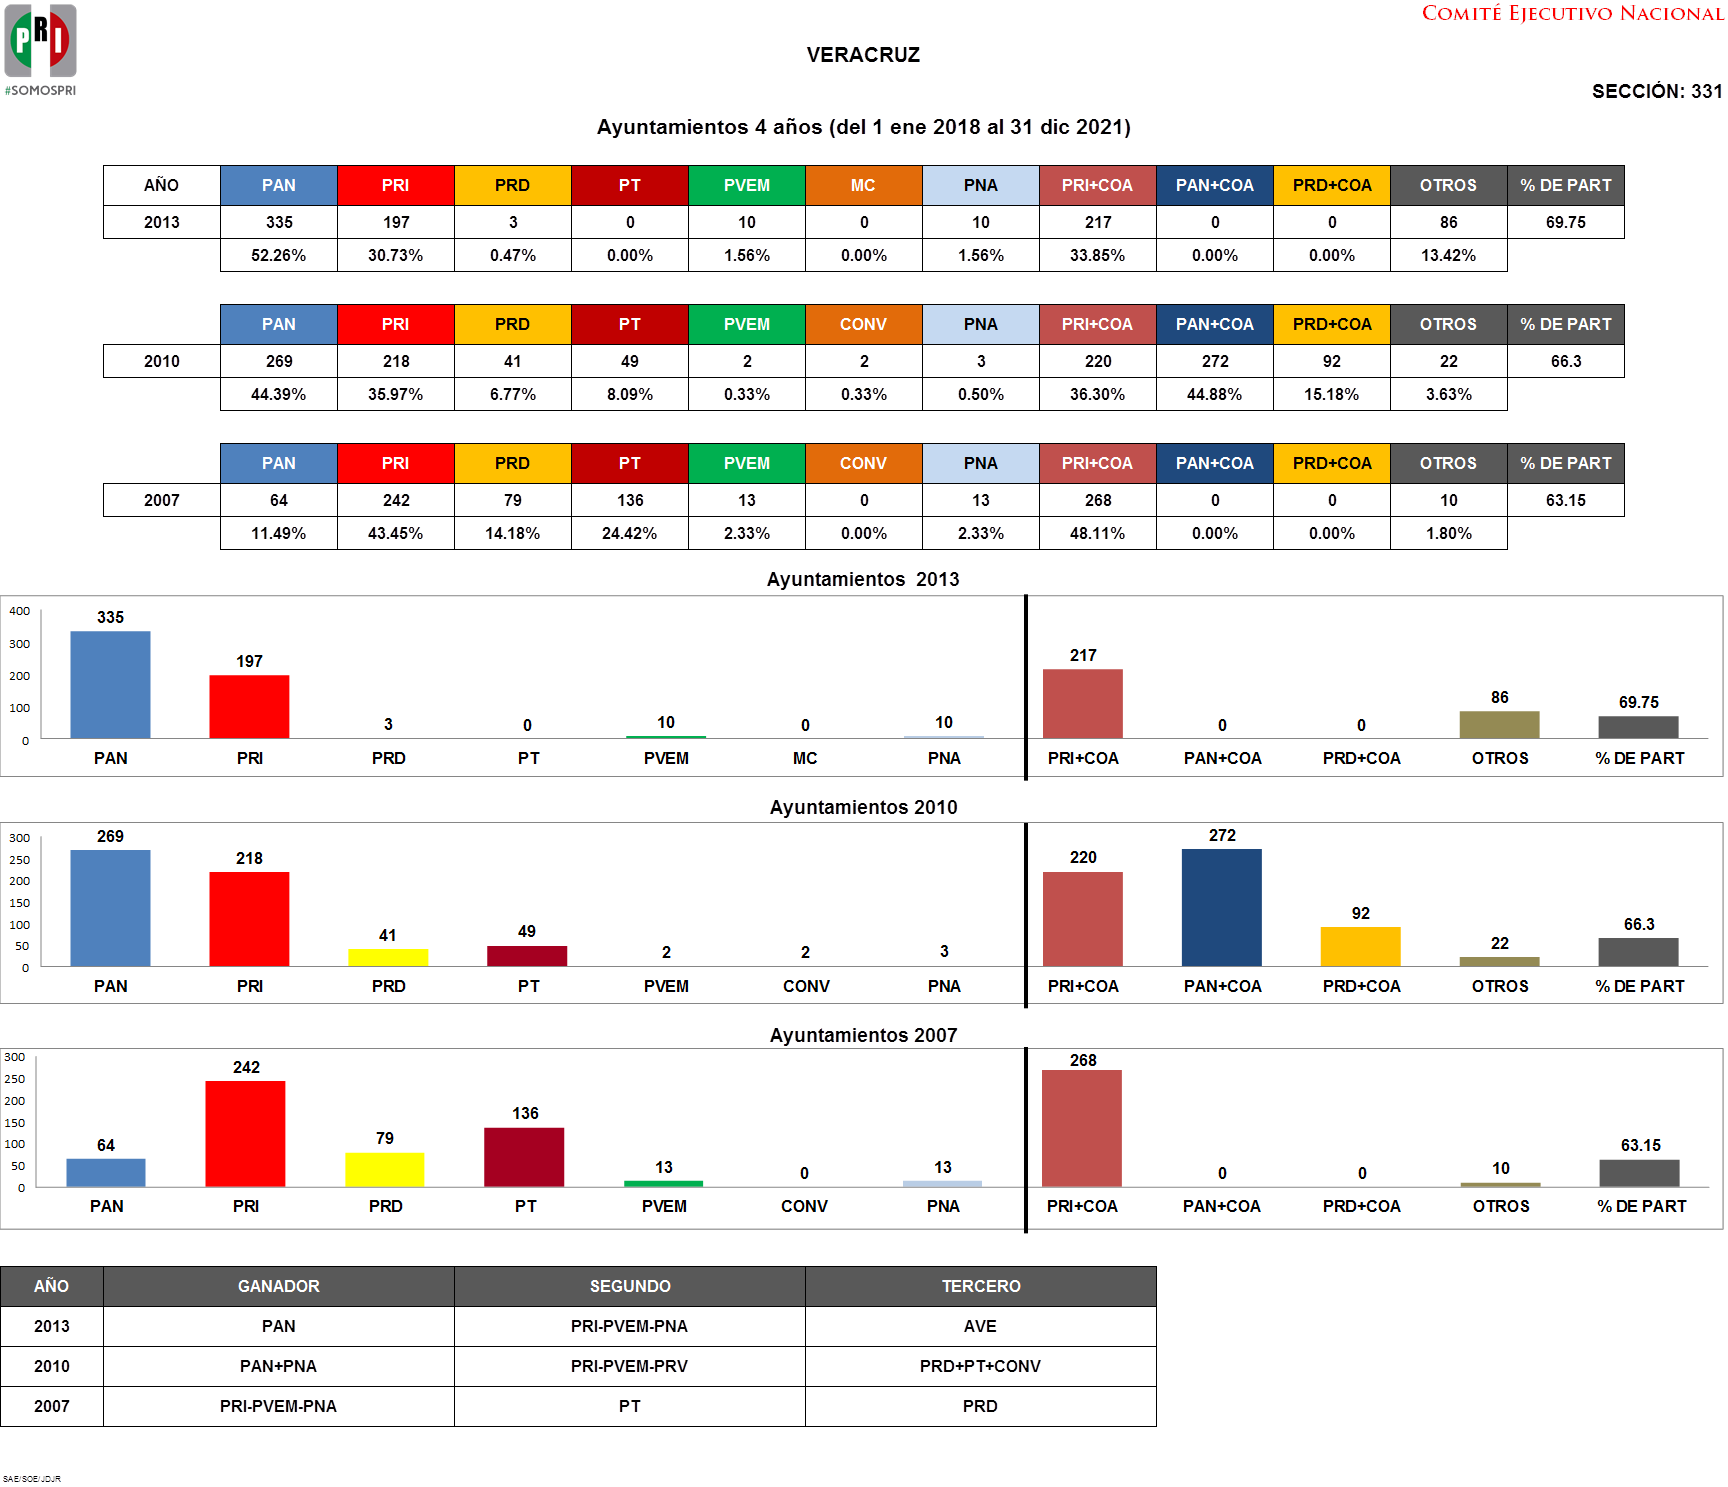 PRI
#SOMOSPRI
COMITÉ EJECUTIVO NACIONAL
VERACRUZ
SECCIÓN: 331
Ayuntamientos 4 años (del 1 ene 2018 al 31 dic 2021)
AÑO PAN PRI PRD PT PVEM MC PNA PRI+COA PAN+COA PRD+COA OTROS % DE PART
2013 335 197 3 0 10 0 10 217 0 0 86 69.75
52.26% 30.73% 0.47% 0.00% 1.56% 0.00% 1.56% 33.85% 0.00% 0.00% 13.42%
PAN PRI PRD PT PVEM CONV PNA PRI+COA PAN+COA PRD+COA OTROS % DE PART
2010 269 218 41 49 2 2 3 220 272 92 22 66.3
44.39% 35.97% 6.77% 8.09% 0.33% 0.33% 0.50% 36.30% 44.88% 15.18% 3.63%
PAN PRI PRD PT PVEM CONV PNA PRI+COA PAN+COA PRD+COA OTROS % DE PART
2007 64 242 79 136 13 0 13 268 0 0 10 63.15
11.49% 43.45% 14.18% 24.42% 2.33% 0.00% 2.33% 48.11% 0.00% 0.00% 1.80%
Ayuntamientos 2013
400
300
200
100
0
335 197 3 0 10 0 10 217 0 0 86 69.75
PAN PRI PRD PT PVEM MC PNA PRI+COA PAN+COA PRD+COA OTROS % DE PART
Ayuntamientos 2010
300
250
200
150
100
50
0
269 218 41 49 2 2 3 220 272 92 22 66.3
PAN PRI PRD PT PVEM CONV PNA PRI+COA PAN+COA PRD+COA OTROS % DE PART
Ayuntamientos 2007
300
250
200
150
100
50
0
64 242 79 136 13 0 13 268 0 0 10 63.15
PAN PRI PRD PT PVEM CONV PNA PRI+COA PAN+COA PRD+COA OTROS % DE PART
AÑO GANADOR SEGUNDO TERCERO
2013 PAN PRI-PVEM-PNA AVE
2010 PAN+PNA PRI-PVEM-PRV PRD+PT+CONV
2007 PRI-PVEM-PNA PT PRD
SAE/SOE/JDJR